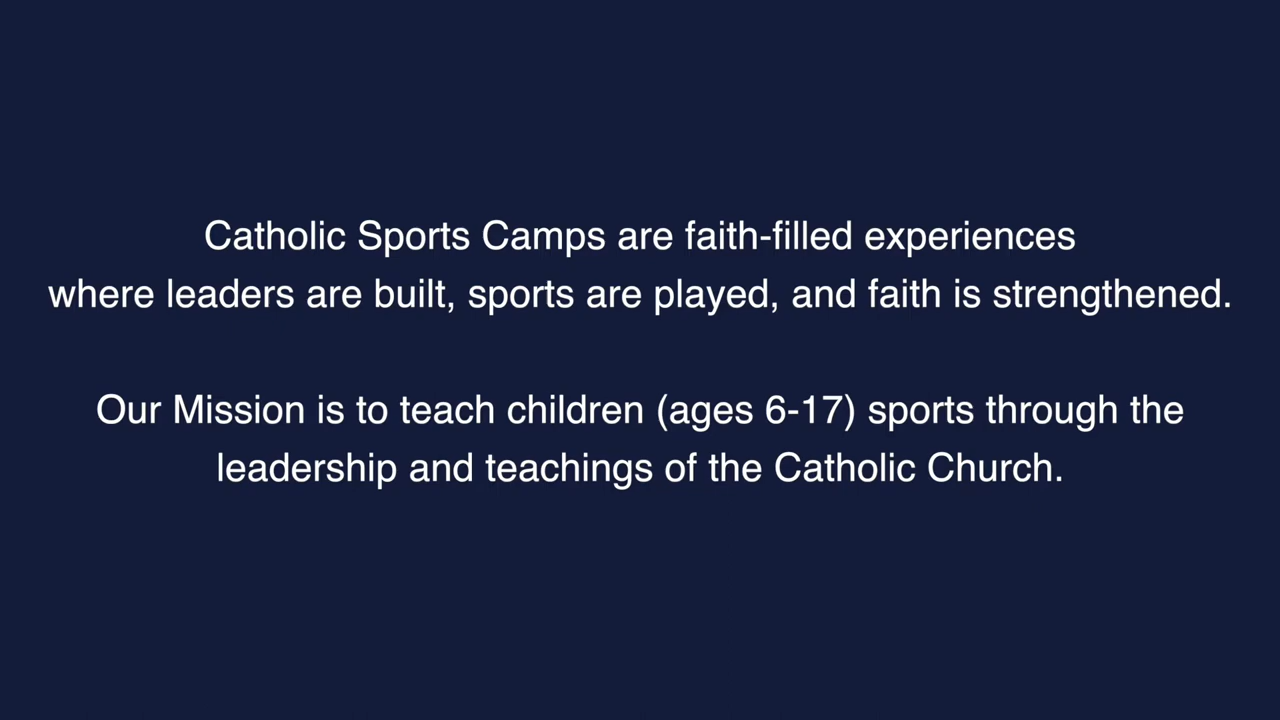 Catholic Sports Camps are faith-filled experiences
where leaders are built, sports are played, and faith is strengthened.
Our Mission is to teach children (ages 6-17) sports through the
leadership and teachings of the Catholic Church.